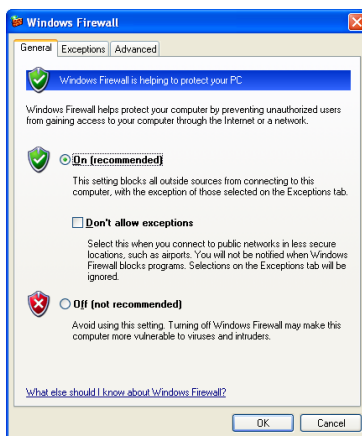 Windows Firewall
General Exceptions Advanced
Windows Firewall is helping to protect your PC
Windows Firewall helps protect your computer by preventing unauthorized users
from gaining access to your computer through the Internet or a network.
On (recommended)
This setting blocks all outside sources from connecting to this
computer, with the exception of those selected on the Exceptions tab.
Don't allow exceptions
Select this when you connect to public networks in less secure
locations, such as airports. You will not be notified when Windows
Firewall blocks programs. Selections on the Exceptions tab will be
ignored.
Off (not recommended)
Avoid using this setting. Turning off Windows Firewall may make this
computer more vulnerable to viruses and intruders.
What else should I know about Windows Firewall?
OK Cancel